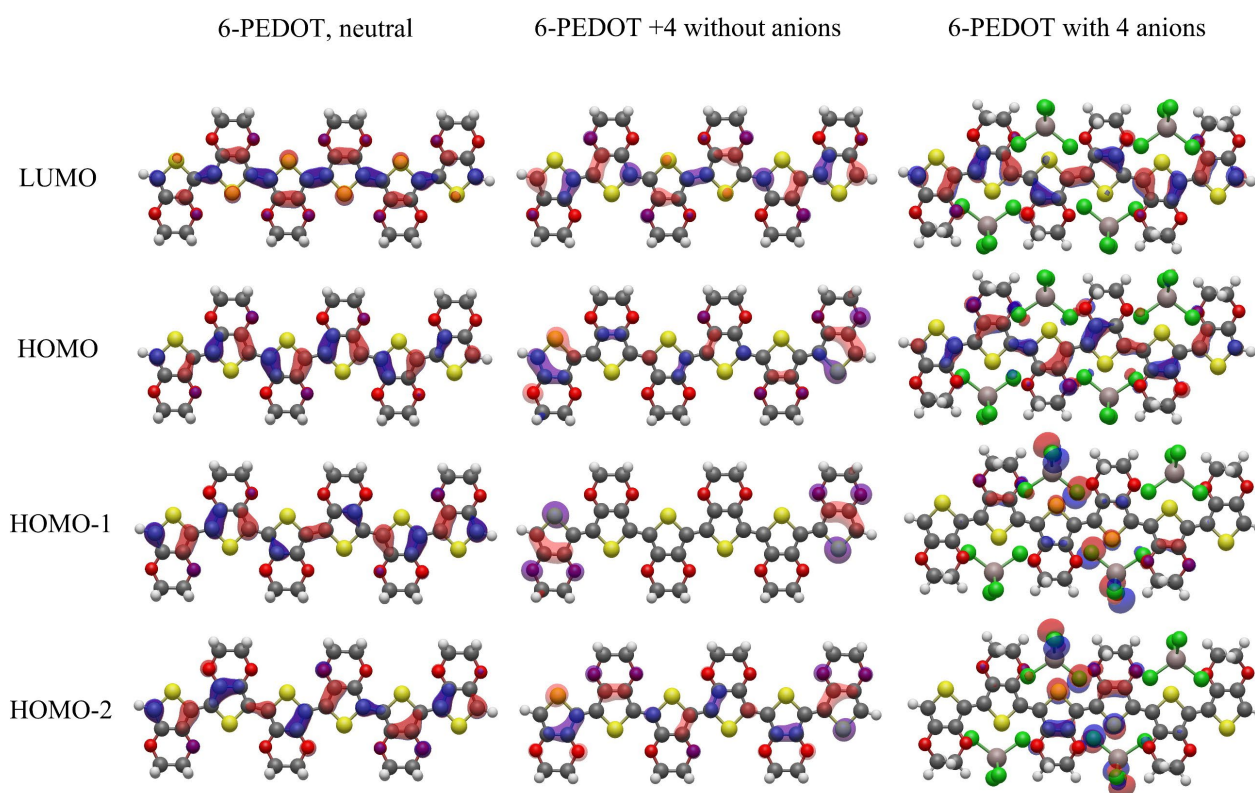 6-PEDOT, neutral
6-PEDOT +4 without anions
6-PEDOT with 4 anions
LUMO
HOMO
HOMO-1
HOMO-2